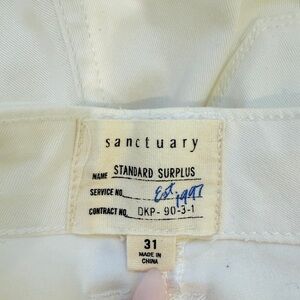 sanctuary
NAME STANDARD SURPLUS
SERVICE NO. Est. 1997
CONTRACT NO. DKP-90-3-1
31
MADE IN
CHINA